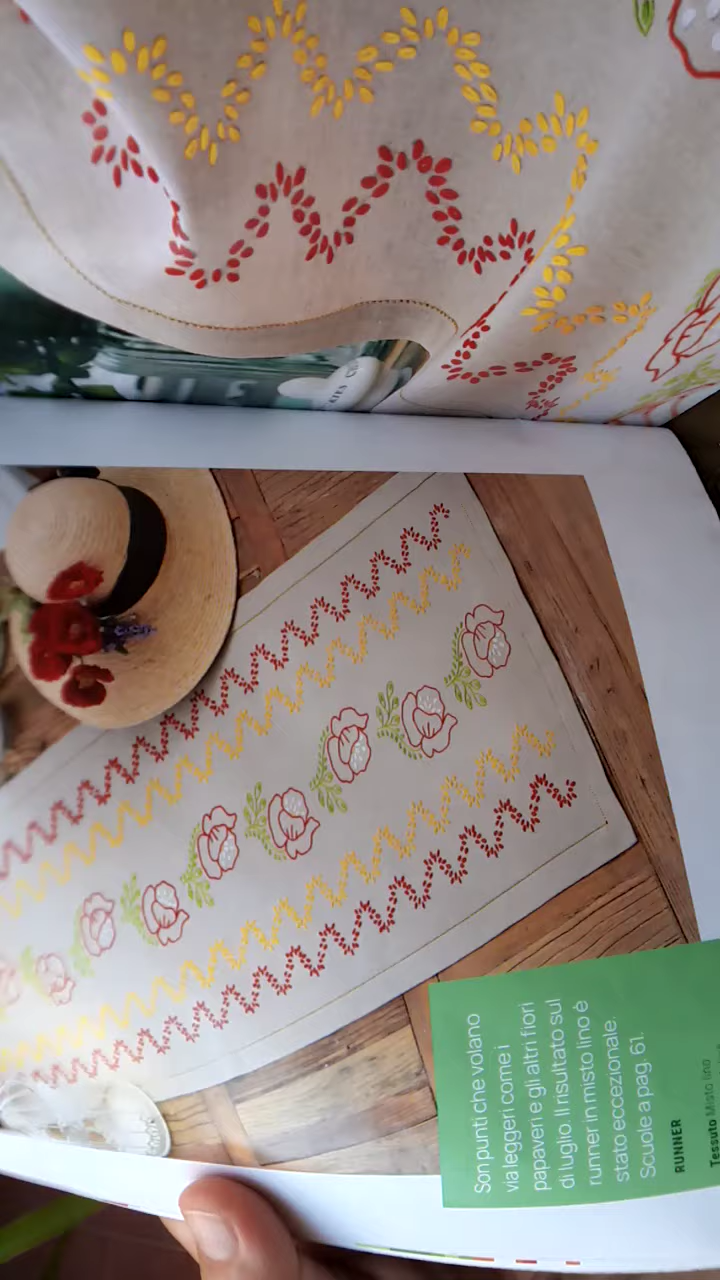 Son punti che volano
via leggeri come i
papaveri e gli altri fiori
di luglio. Il risultato sul
runner in misto lino è
stato eccezionale.
Scuole a pag. 61.
RUNNER
Tessuto Misto lino